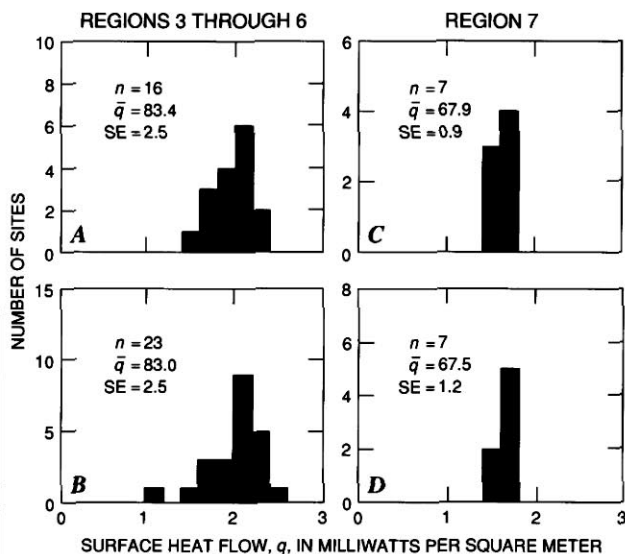 REGIONS 3 THROUGH 6
REGION 7
NUMBER OF SITES
10
8
6
4
2
0
n = 16
q̄ = 83.4
SE = 2.5
A
6
4
2
0
n = 7
q̄ = 67.9
SE = 0.9
C
15
10
5
0
n = 23
q̄ = 83.0
SE = 2.5
B
0 1 2 3
8
6
4
2
0
n = 7
q̄ = 67.5
SE = 1.2
D
0 1 2 3
SURFACE HEAT FLOW, q, IN MILLIWATTS PER SQUARE METER